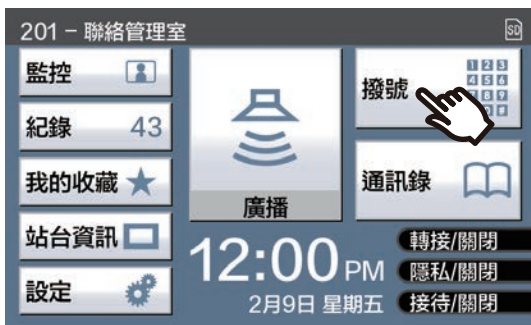 201 - 聯絡管理室
SD
監控
紀錄 43
我的收藏
站台資訊
設定
廣播
撥號
通訊錄
12:00 PM
2月9日 星期五
轉接/關閉
隱私/關閉
接待/關閉